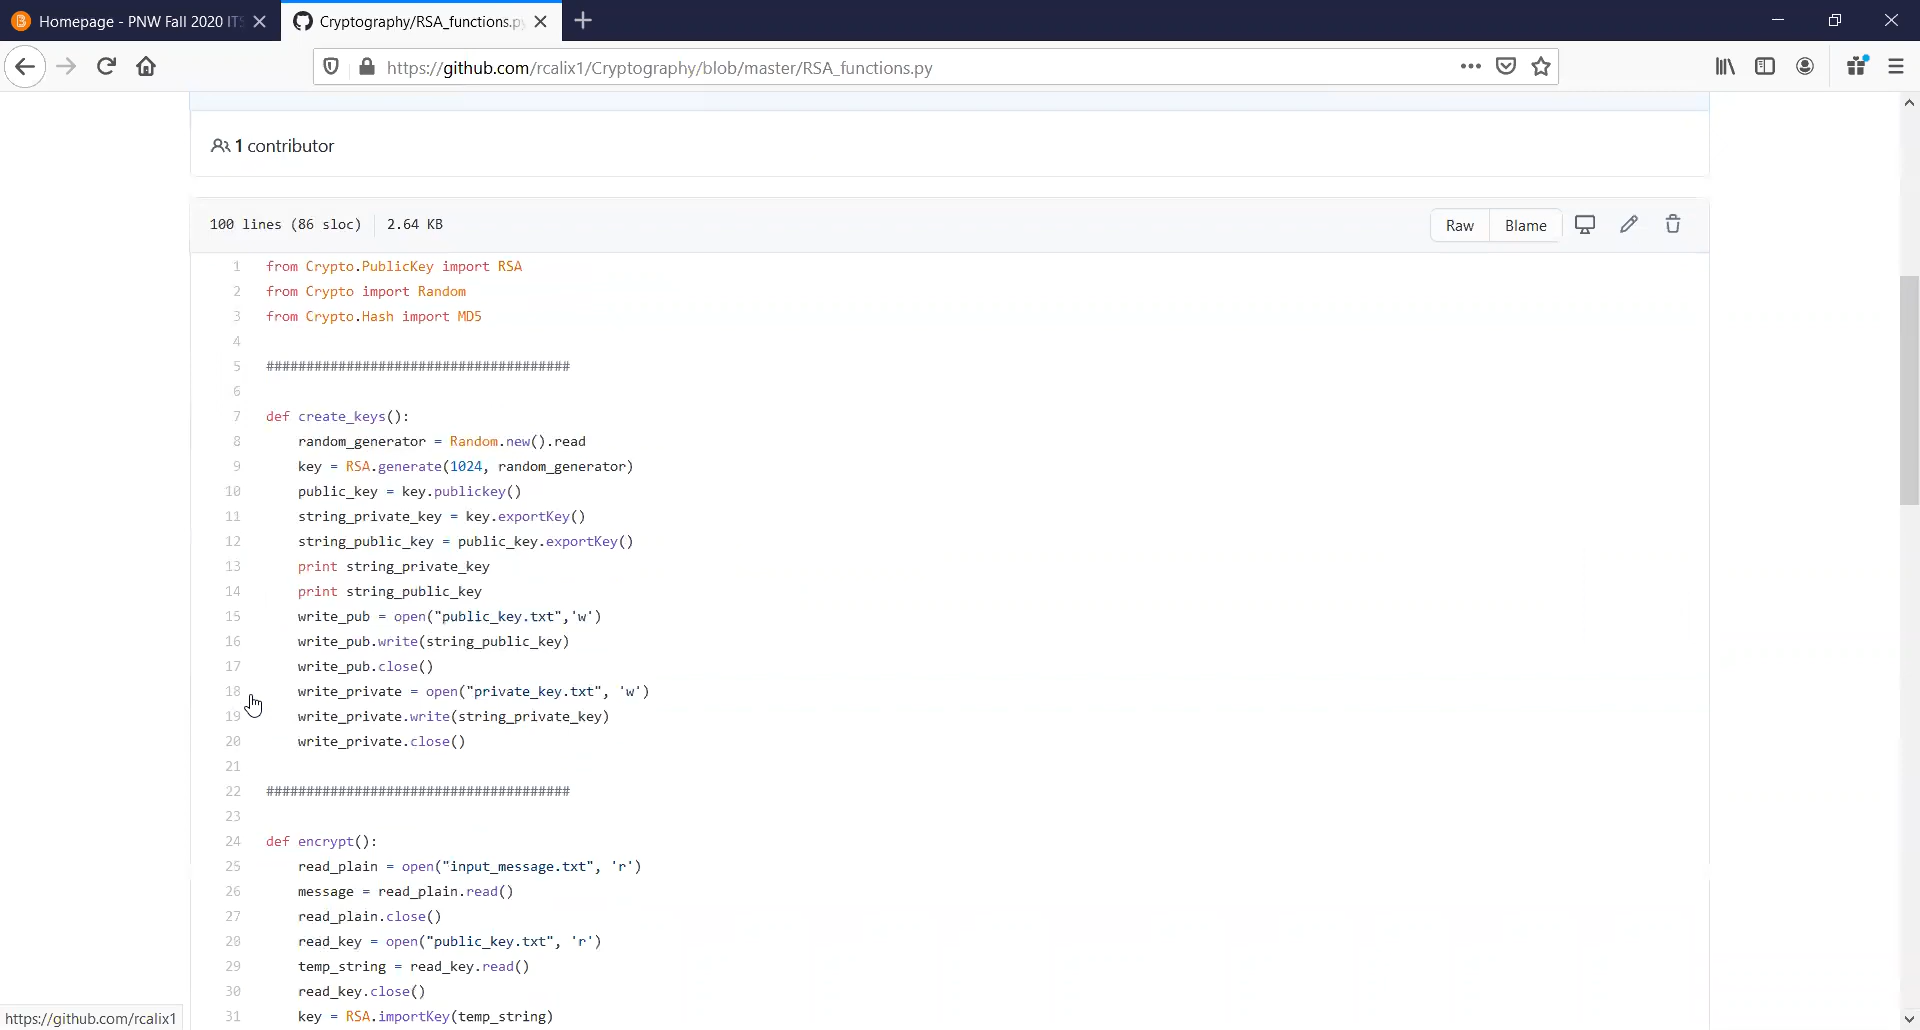 Homepage - PNW Fall 2020 ITS
Cryptography/RSA_functions.py
https://github.com/rcalix1/Cryptography/blob/master/RSA_functions.py
1 contributor
100 lines (86 sloc) 2.64 KB
Raw Blame
1 from Crypto.PublicKey import RSA
2 from Crypto import Random
3 from Crypto.Hash import MD5
4
5 ######################################
6
7 def create_keys():
8 random_generator = Random.new().read
9 key = RSA.generate(1024, random_generator)
10 public_key = key.publickey()
11 string_private_key = key.exportKey()
12 string_public_key = public_key.exportKey()
13 print string_private_key
14 print string_public_key
15 write_pub = open("public_key.txt",'w')
16 write_pub.write(string_public_key)
17 write_pub.close()
18 write_private = open("private_key.txt", 'w')
19 write_private.write(string_private_key)
20 write_private.close()
21
22 ######################################
23
24 def encrypt():
25 read_plain = open("input_message.txt", 'r')
26 message = read_plain.read()
27 read_plain.close()
28 read_key = open("public_key.txt", 'r')
29 temp_string = read_key.read()
30 read_key.close()
31 key = RSA.importKey(temp_string)
https://github.com/rcalix1